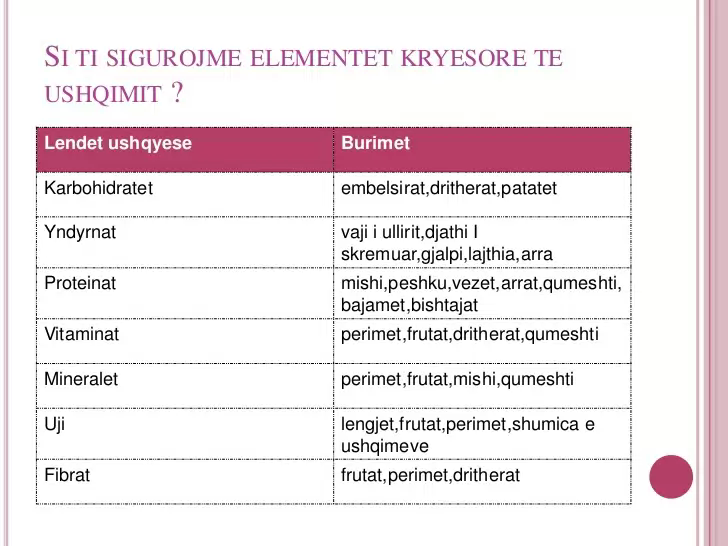 SI TI SIGUROJME ELEMENTET KRYESORE TE
USHQIMIT ?
Lendet ushqyese Burimet
Karbohidratet embelsirat,dritherat,patatet
Yndyrnat vaji i ullirit,djathi I
skremuar,gjalpi,lajthia,arra
Proteinat mishi,peshku,vezet,arrat,qumeshti,
bajamet,bishtajat
Vitaminat perimet,frutat,dritherat,qumeshti
Mineralet perimet,frutat,mishi,qumeshti
Uji lengjet,frutat,perimet,shumica e
ushqimeve
Fibrat frutat,perimet,dritherat